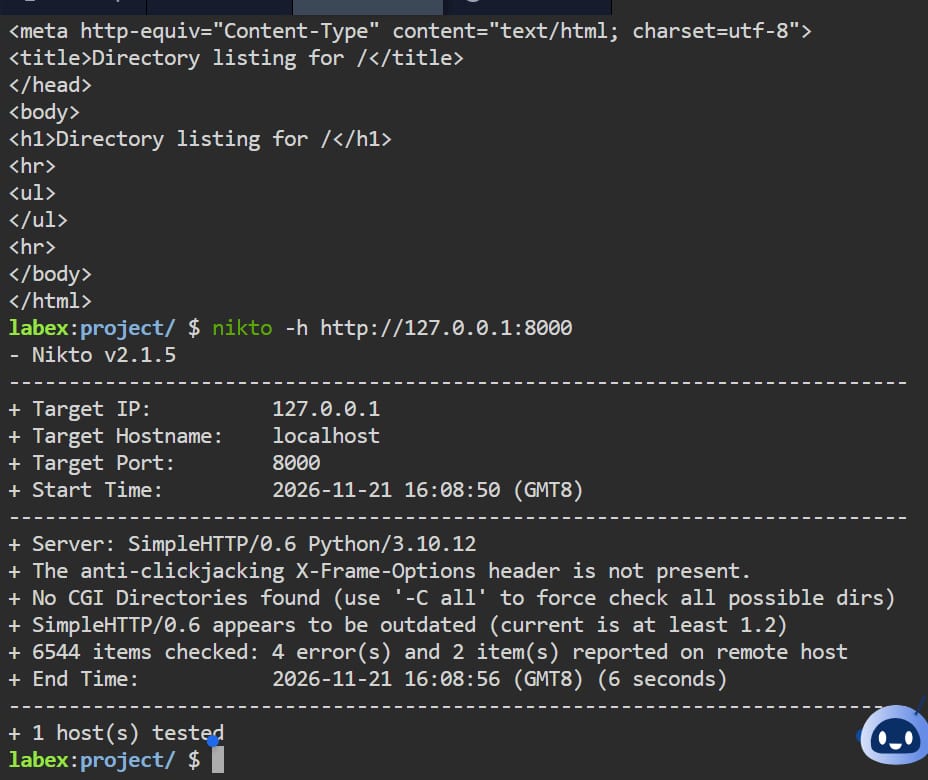 <meta http-equiv="Content-Type" content="text/html; charset=utf-8">
<title>Directory listing for /</title>
</head>
<body>
<h1>Directory listing for /</h1>
<hr>
<ul>
</ul>
<hr>
</body>
</html>
labex:project/ $ nikto -h http://127.0.0.1:8000
- Nikto v2.1.5
---------------------------------------------------------------------------
+ Target IP:          127.0.0.1
+ Target Hostname:    localhost
+ Target Port:        8000
+ Start Time:         2026-11-21 16:08:50 (GMT8)
---------------------------------------------------------------------------
+ Server: SimpleHTTP/0.6 Python/3.10.12
+ The anti-clickjacking X-Frame-Options header is not present.
+ No CGI Directories found (use '-C all' to force check all possible dirs)
+ SimpleHTTP/0.6 appears to be outdated (current is at least 1.2)
+ 6544 items checked: 4 error(s) and 2 item(s) reported on remote host
+ End Time:           2026-11-21 16:08:56 (GMT8) (6 seconds)
---------------------------------------------------------------------------
+ 1 host(s) tested
labex:project/ $